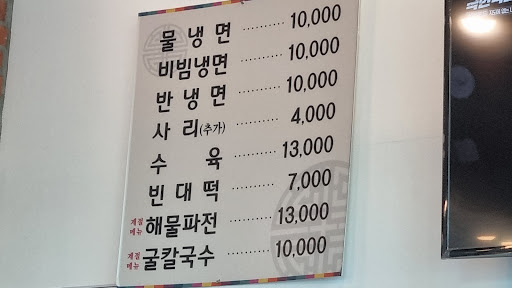 물냉면 ·········· 10,000
비빔냉면 ·········· 10,000
반냉면 ·········· 10,000
사리(추가) ·········· 4,000
수육 ·········· 13,000
빈대떡 ·········· 7,000
계절메뉴 해물파전 ·········· 13,000
계절메뉴 굴칼국수 ·········· 10,000